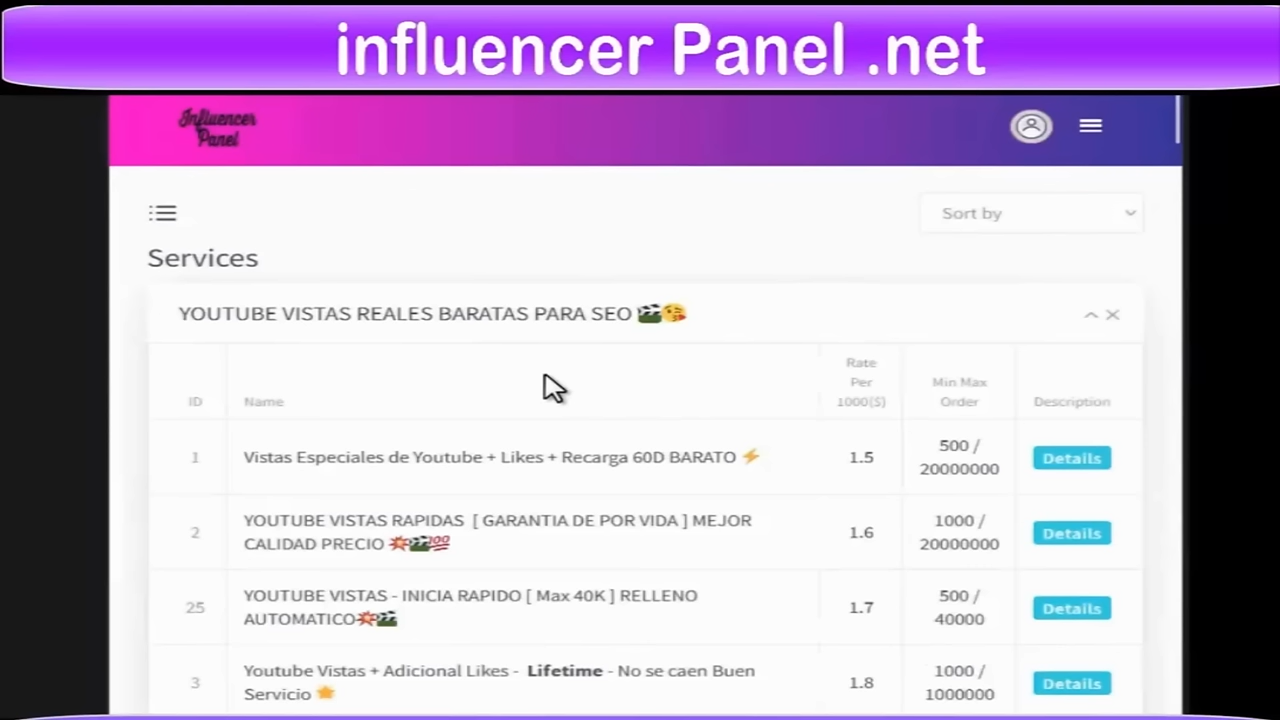 influencer Panel .net
Influencer
Panel
Sort by
Services
YOUTUBE VISTAS REALES BARATAS PARA SEO 🎬😘
Rate
Per
1000($)
Min Max
Order
ID
Name
Description
1
Vistas Especiales de Youtube + Likes + Recarga 60D BARATO ⚡
1.5
500 /
20000000
Details
2
YOUTUBE VISTAS RAPIDAS [ GARANTIA DE POR VIDA ] MEJOR
CALIDAD PRECIO 💥🎬💯
1.6
1000 /
20000000
Details
25
YOUTUBE VISTAS - INICIA RAPIDO [ Max 40K ] RELLENO
AUTOMATICO💥🎬
1.7
500 /
40000
Details
3
Youtube Vistas + Adicional Likes - Lifetime - No se caen Buen
Servicio ⭐
1.8
1000 /
1000000
Details